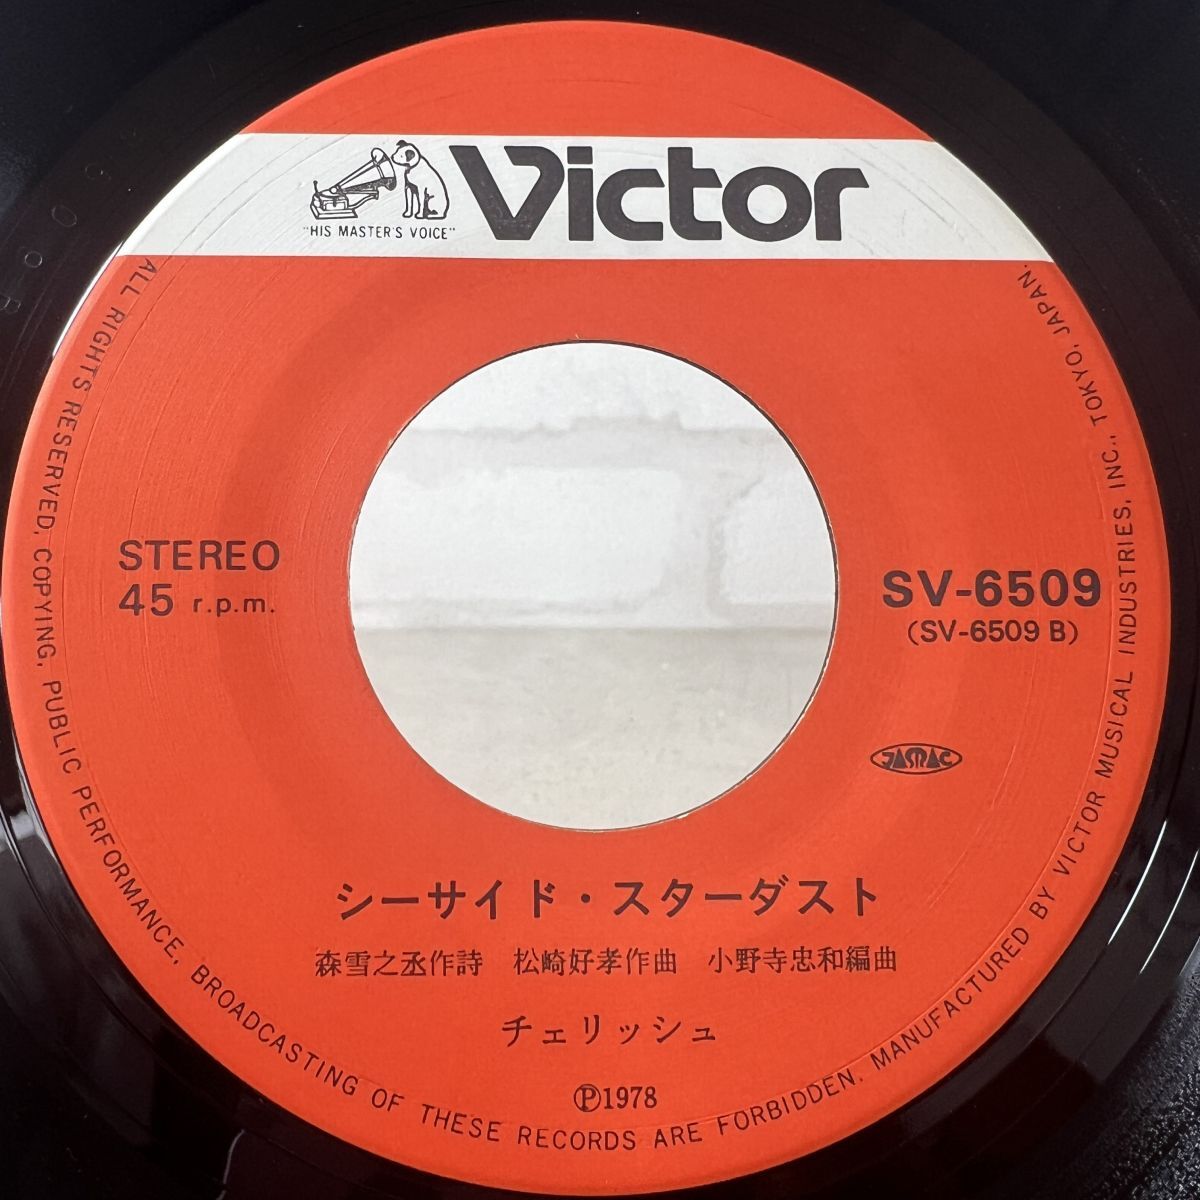 Victor
"HIS MASTER'S VOICE"
STEREO
45 r.p.m.
SV-6509
(SV-6509 B)
JASRAC
シーサイド・スターダスト
森雪之丞作詩 松崎好孝作曲 小野寺忠和編曲
チェリッシュ
Ⓟ1978
ALL RIGHTS RESERVED, COPYING, PUBLIC PERFORMANCE, BROADCASTING OF THESE RECORDS ARE FORBIDDEN. MANUFACTURED BY VICTOR MUSICAL INDUSTRIES, INC., TOKYO, JAPAN.